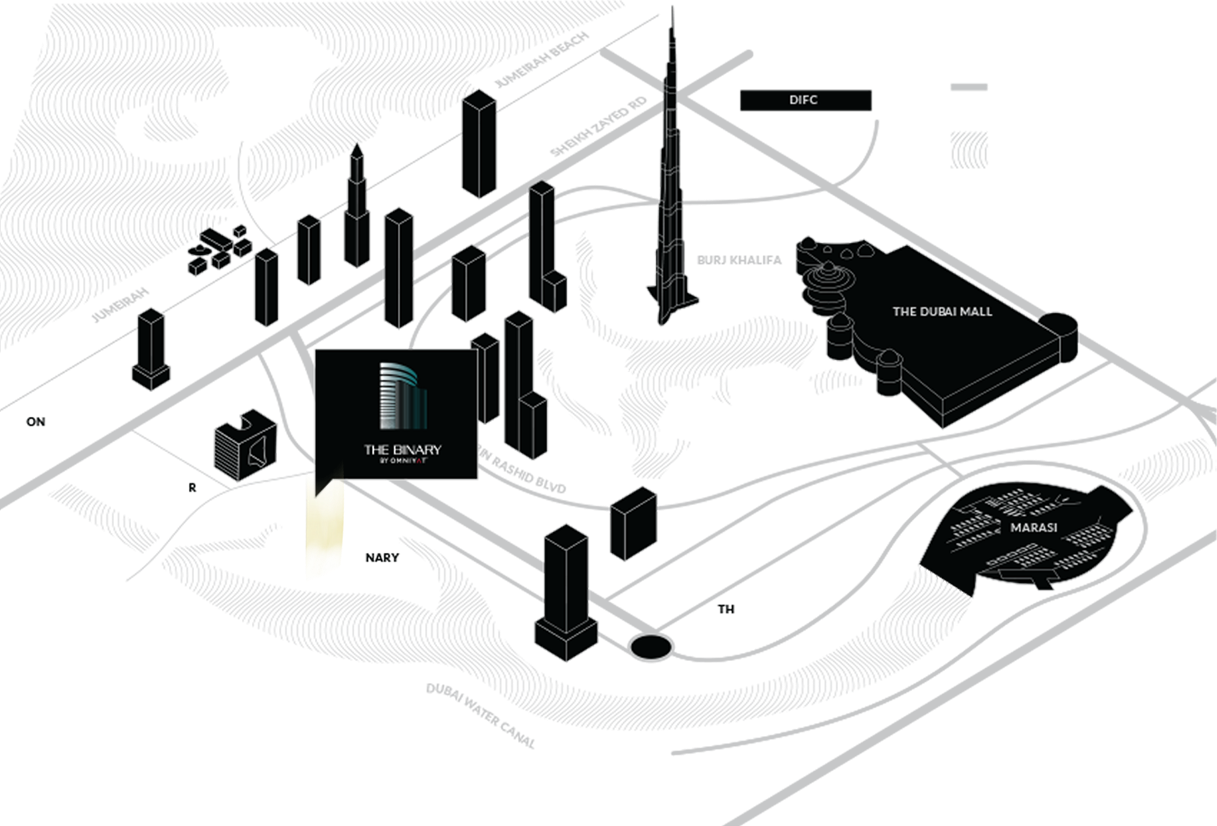 JUMEIRAH BEACH
SHEIKH ZAYED RD
DIFC
BURJ KHALIFA
JUMEIRAH
THE DUBAI MALL
ON
THE BINARY
BY OMNIYAT
IN RASHID BLVD
R
MARASI
NARY
TH
DUBAI WATER CANAL